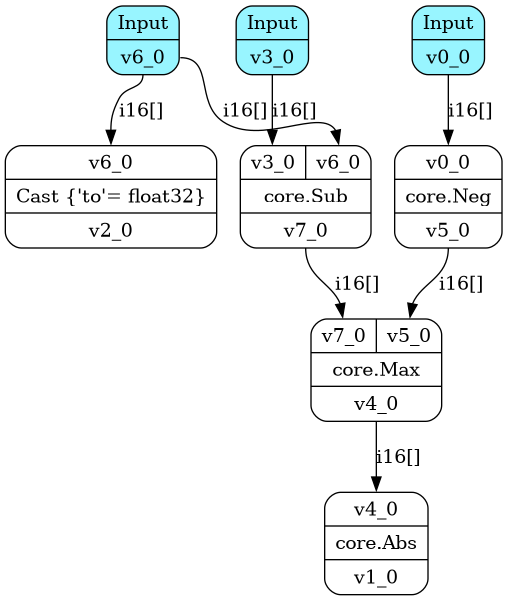 Input
v6_0
Input
v3_0
Input
v0_0
i16[]
i16[]
i16[]
i16[]
v6_0
Cast {'to'= float32}
v2_0
v3_0 v6_0
core.Sub
v7_0
v0_0
core.Neg
v5_0
i16[]
i16[]
v7_0 v5_0
core.Max
v4_0
i16[]
v4_0
core.Abs
v1_0